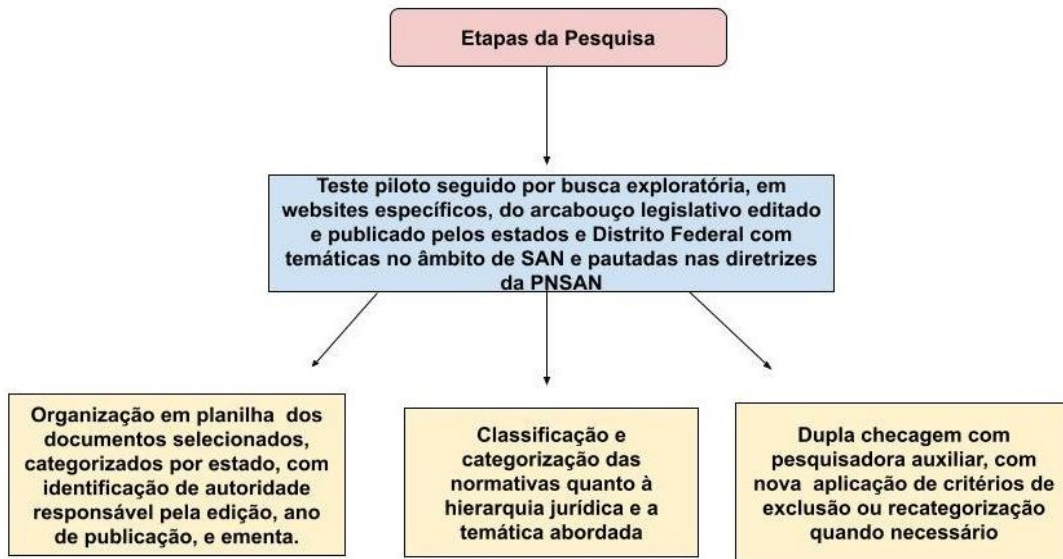 Etapas da Pesquisa
Teste piloto seguido por busca exploratória, em
websites específicos, do arcabouço legislativo editado
e publicado pelos estados e Distrito Federal com
temáticas no âmbito de SAN e pautadas nas diretrizes
da PNSAN
Organização em planilha dos
documentos selecionados,
categorizados por estado, com
identificação de autoridade
responsável pela edição, ano
de publicação, e ementa.
Classificação e
categorização das
normativas quanto à
hierarquia jurídica e a
temática abordada
Dupla checagem com
pesquisadora auxiliar, com
nova aplicação de critérios de
exclusão ou recategorização
quando necessário